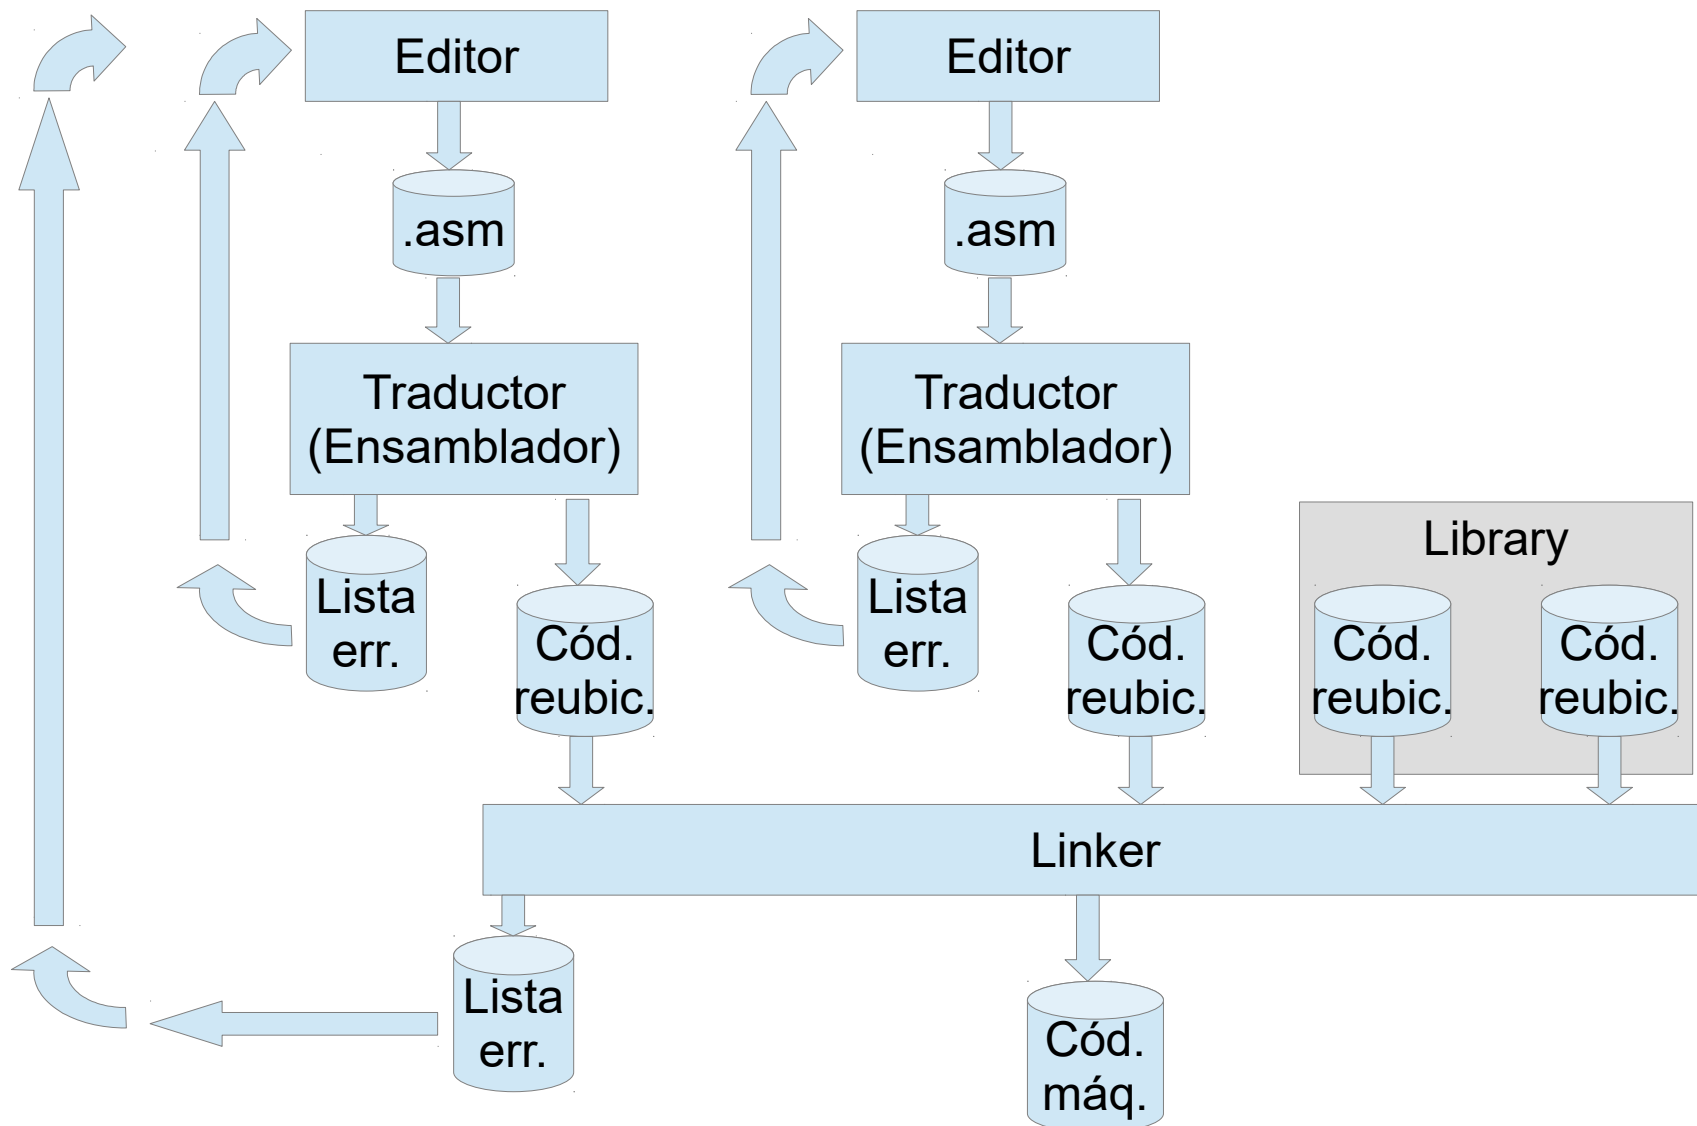 Editor
Editor
.asm
.asm
Traductor
(Ensamblador)
Traductor
(Ensamblador)
Library
Lista
err.
Cód.
reubic.
Lista
err.
Cód.
reubic.
Cód.
reubic.
Cód.
reubic.
Linker
Lista
err.
Cód.
máq.